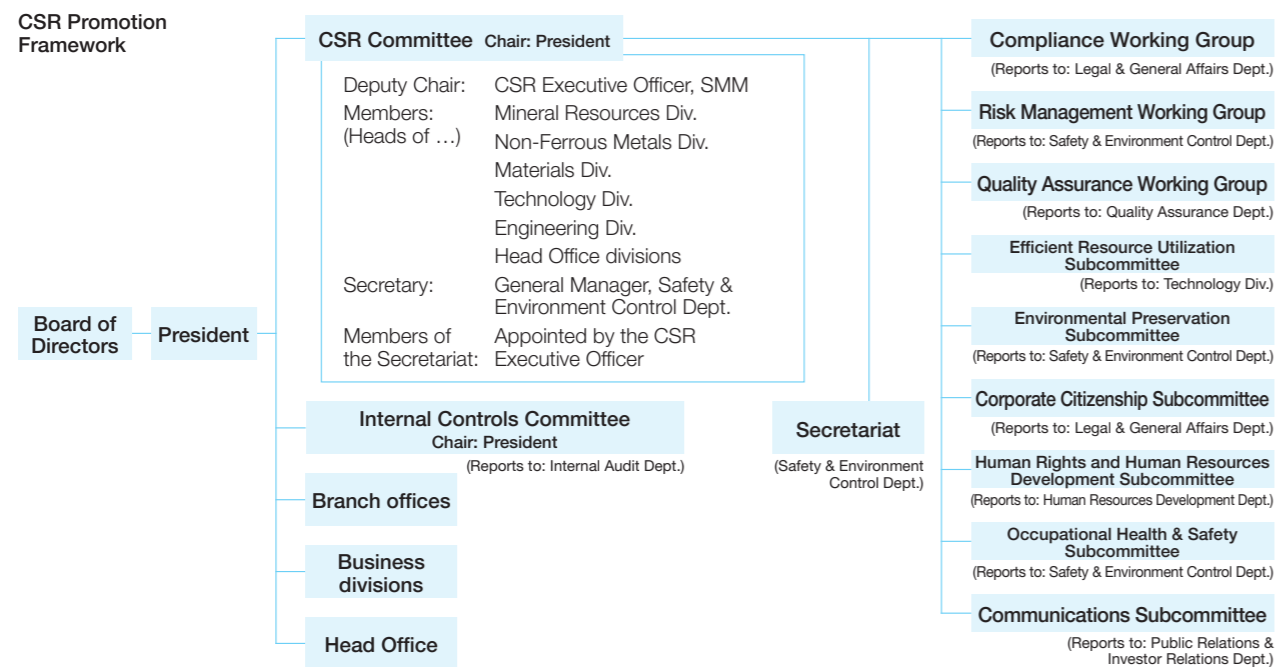 CSR Promotion
Framework
CSR Committee Chair: President
Deputy Chair: CSR Executive Officer, SMM
Members: Mineral Resources Div.
(Heads of …)
Non-Ferrous Metals Div.
Materials Div.
Technology Div.
Engineering Div.
Head Office divisions
Secretary: General Manager, Safety &
Environment Control Dept.
Members of Appointed by the CSR
the Secretariat: Executive Officer
Board of
Directors
President
Internal Controls Committee
Chair: President
(Reports to: Internal Audit Dept.)
Branch offices
Business
divisions
Head Office
Secretariat
(Safety & Environment
Control Dept.)
Compliance Working Group
(Reports to: Legal & General Affairs Dept.)
Risk Management Working Group
(Reports to: Safety & Environment Control Dept.)
Quality Assurance Working Group
(Reports to: Quality Assurance Dept.)
Efficient Resource Utilization
Subcommittee
(Reports to: Technology Div.)
Environmental Preservation
Subcommittee
(Reports to: Safety & Environment Control Dept.)
Corporate Citizenship Subcommittee
(Reports to: Legal & General Affairs Dept.)
Human Rights and Human Resources
Development Subcommittee
(Reports to: Human Resources Development Dept.)
Occupational Health & Safety
Subcommittee
(Reports to: Safety & Environment Control Dept.)
Communications Subcommittee
(Reports to: Public Relations &
Investor Relations Dept.)